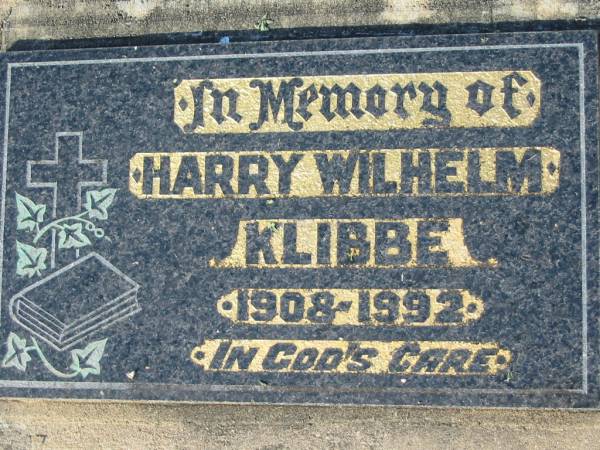 In Memory of
HARRY WILHELM
KLIBBE
1908-1992
IN GOD'S CARE